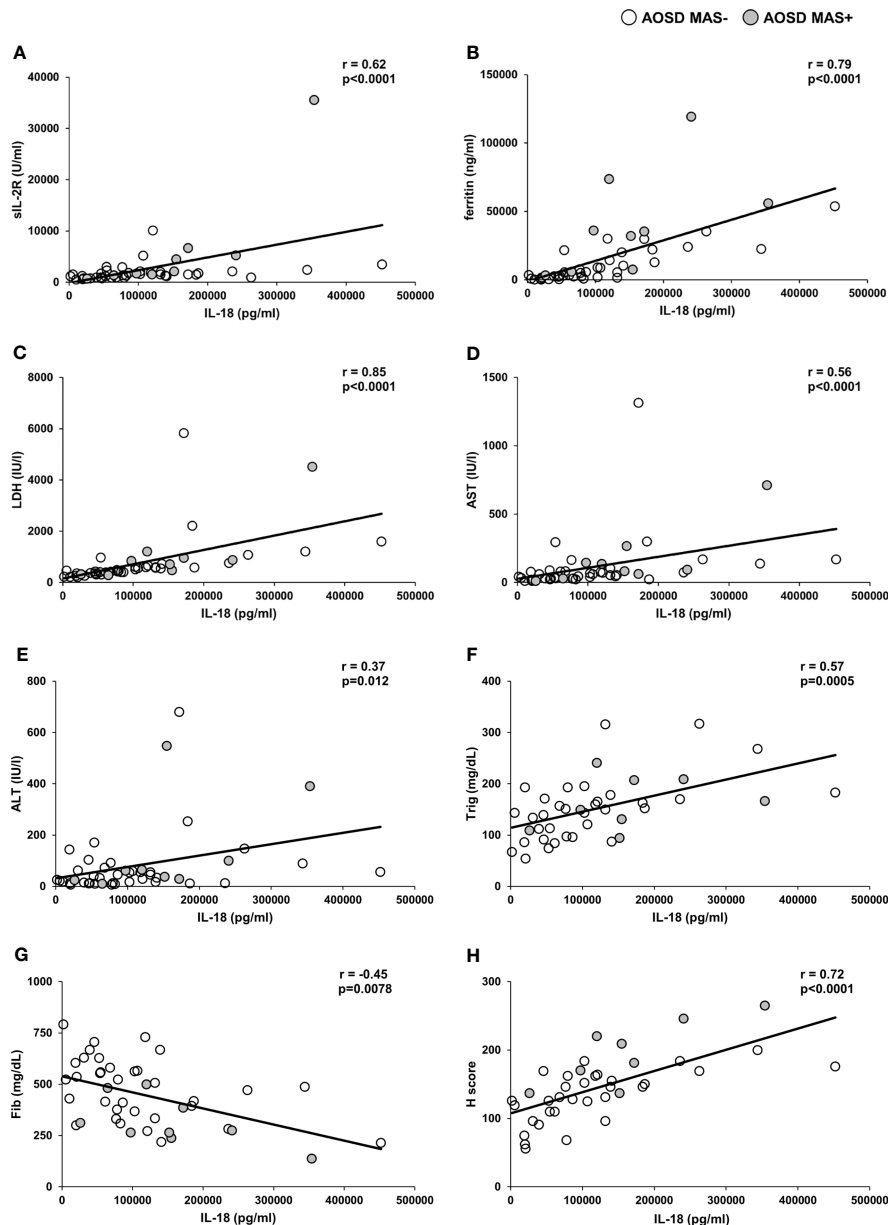 AOSD MAS- AOSD MAS+
A
r = 0.62
p<0.0001
sIL-2R (U/ml)
40000
30000
20000
10000
0
0 100000 200000 300000 400000 500000
IL-18 (pg/ml)
B
r = 0.79
p<0.0001
ferritin (ng/ml)
150000
100000
50000
0
0 100000 200000 300000 400000 500000
IL-18 (pg/ml)
C
r = 0.85
p<0.0001
LDH (IU/l)
8000
6000
4000
2000
0
0 100000 200000 300000 400000 500000
IL-18 (pg/ml)
D
r = 0.56
p<0.0001
AST (IU/l)
1500
1000
500
0
0 100000 200000 300000 400000 500000
IL-18 (pg/ml)
E
r = 0.37
p=0.012
ALT (IU/l)
800
600
400
200
0
0 100000 200000 300000 400000 500000
IL-18 (pg/ml)
F
r = 0.57
p=0.0005
Trig (mg/dL)
400
300
200
100
0
0 100000 200000 300000 400000 500000
IL-18 (pg/ml)
G
r = -0.45
p=0.0078
Fib (mg/dL)
1000
750
500
250
0
0 100000 200000 300000 400000 500000
IL-18 (pg/ml)
H
r = 0.72
p<0.0001
H score
300
200
100
0
0 100000 200000 300000 400000 500000
IL-18 (pg/ml)